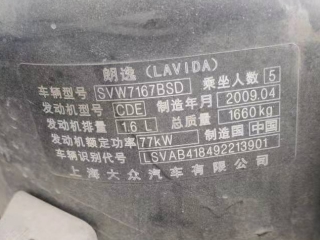 朗逸 (LAVIDA)
车辆型号 SVW7167BSD 乘坐人数 5
发动机型号 CDE 制造年月 2009.04
发动机排量 1.6 L 总质量 1660kg
发动机额定功率 77kW 制造国 中国
车辆识别代号 LSVAB418492213901
上海大众汽车有限公司